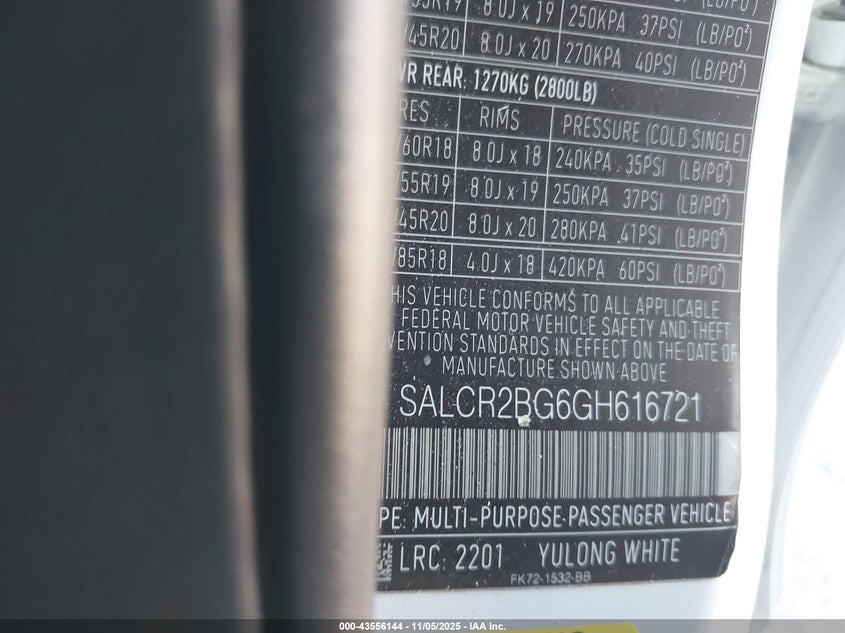 55R19 8.0J x 19 250KPA 37PSI (LB/PO²)
/45R20 8.0J x 20 270KPA 40PSI (LB/PO²)
WR REAR: 1270KG (2800LB)
RES RIMS PRESSURE (COLD SINGLE)
/60R18 8.0J x 18 240KPA 35PSI (LB/PO²)
/55R19 8.0J x 19 250KPA 37PSI (LB/PO²)
/45R20 8.0J x 20 280KPA 41PSI (LB/PO²)
/85R18 4.0J x 18 420KPA 60PSI (LB/PO²)
HIS VEHICLE CONFORMS TO ALL APPLICABLE
FEDERAL MOTOR VEHICLE SAFETY AND THEFT
VENTION STANDARDS IN EFFECT ON THE DATE OF
MANUFACTURE SHOWN ABOVE
SALCR2BG6GH616721
PE: MULTI-PURPOSE PASSENGER VEHICLE
LRC: 2201 YULONG WHITE
FK72-1532-BB
000-43556144 - 11/05/2025 - IAA Inc.